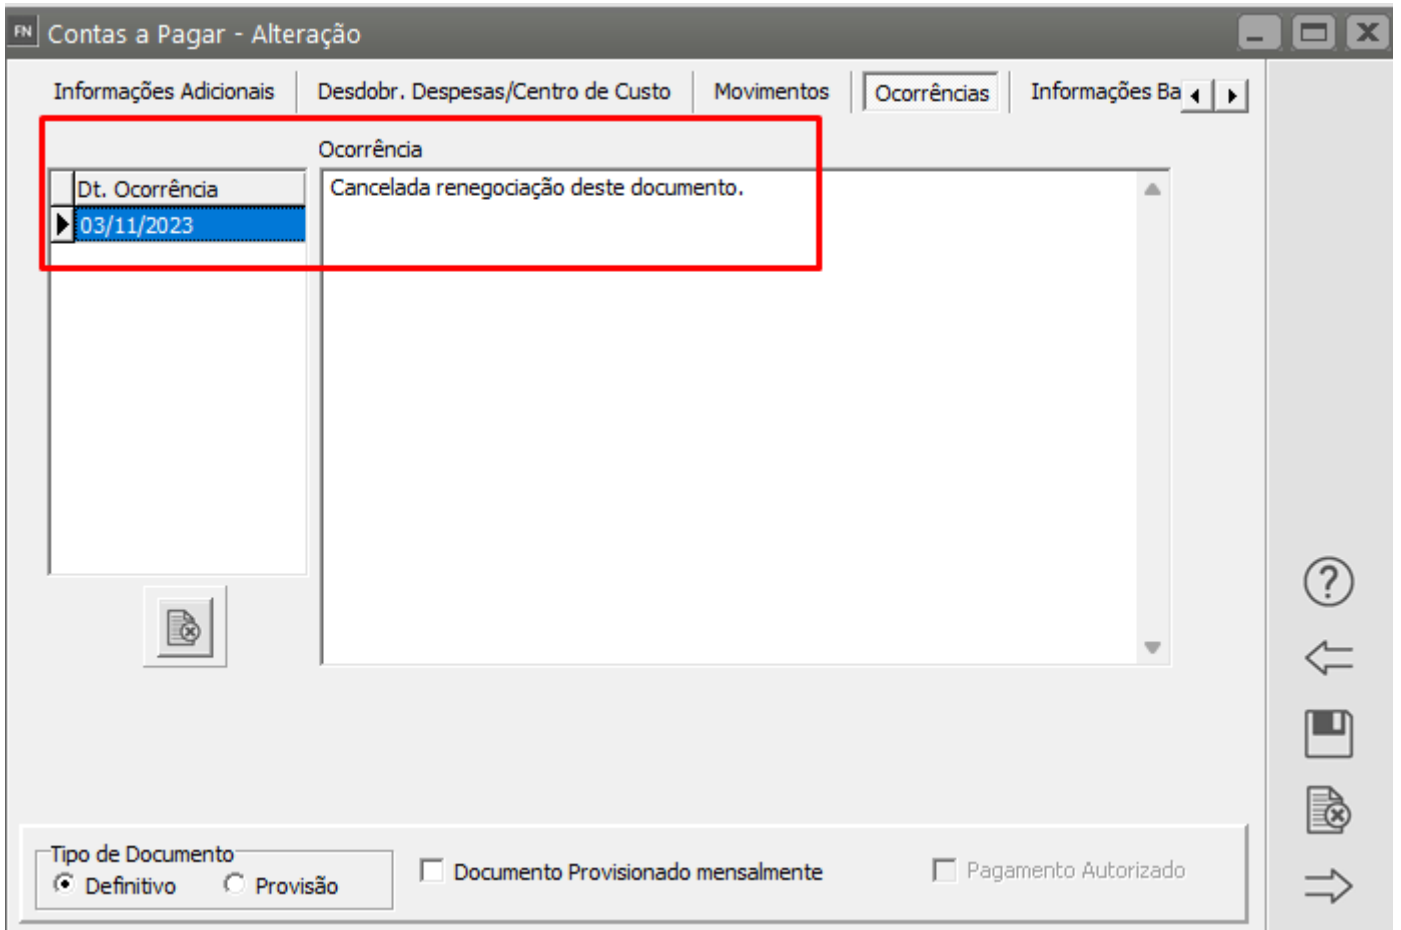 FN Contas a Pagar - Alteração
Informações Adicionais Desdobr. Despesas/Centro de Custo Movimentos Ocorrências Informações Ba
Ocorrência
Dt. Ocorrência
Cancelada renegociação deste documento.
03/11/2023
Tipo de Documento
Definitivo Provisão Documento Provisionado mensalmente Pagamento Autorizado